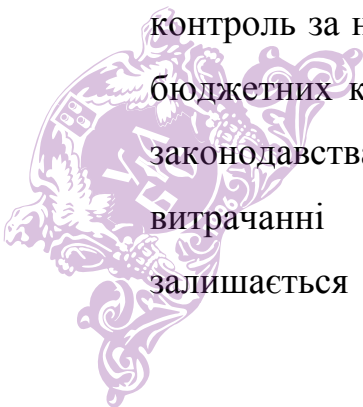 контроль за н
бюджетних к
законодавства
витрачанні
залишається